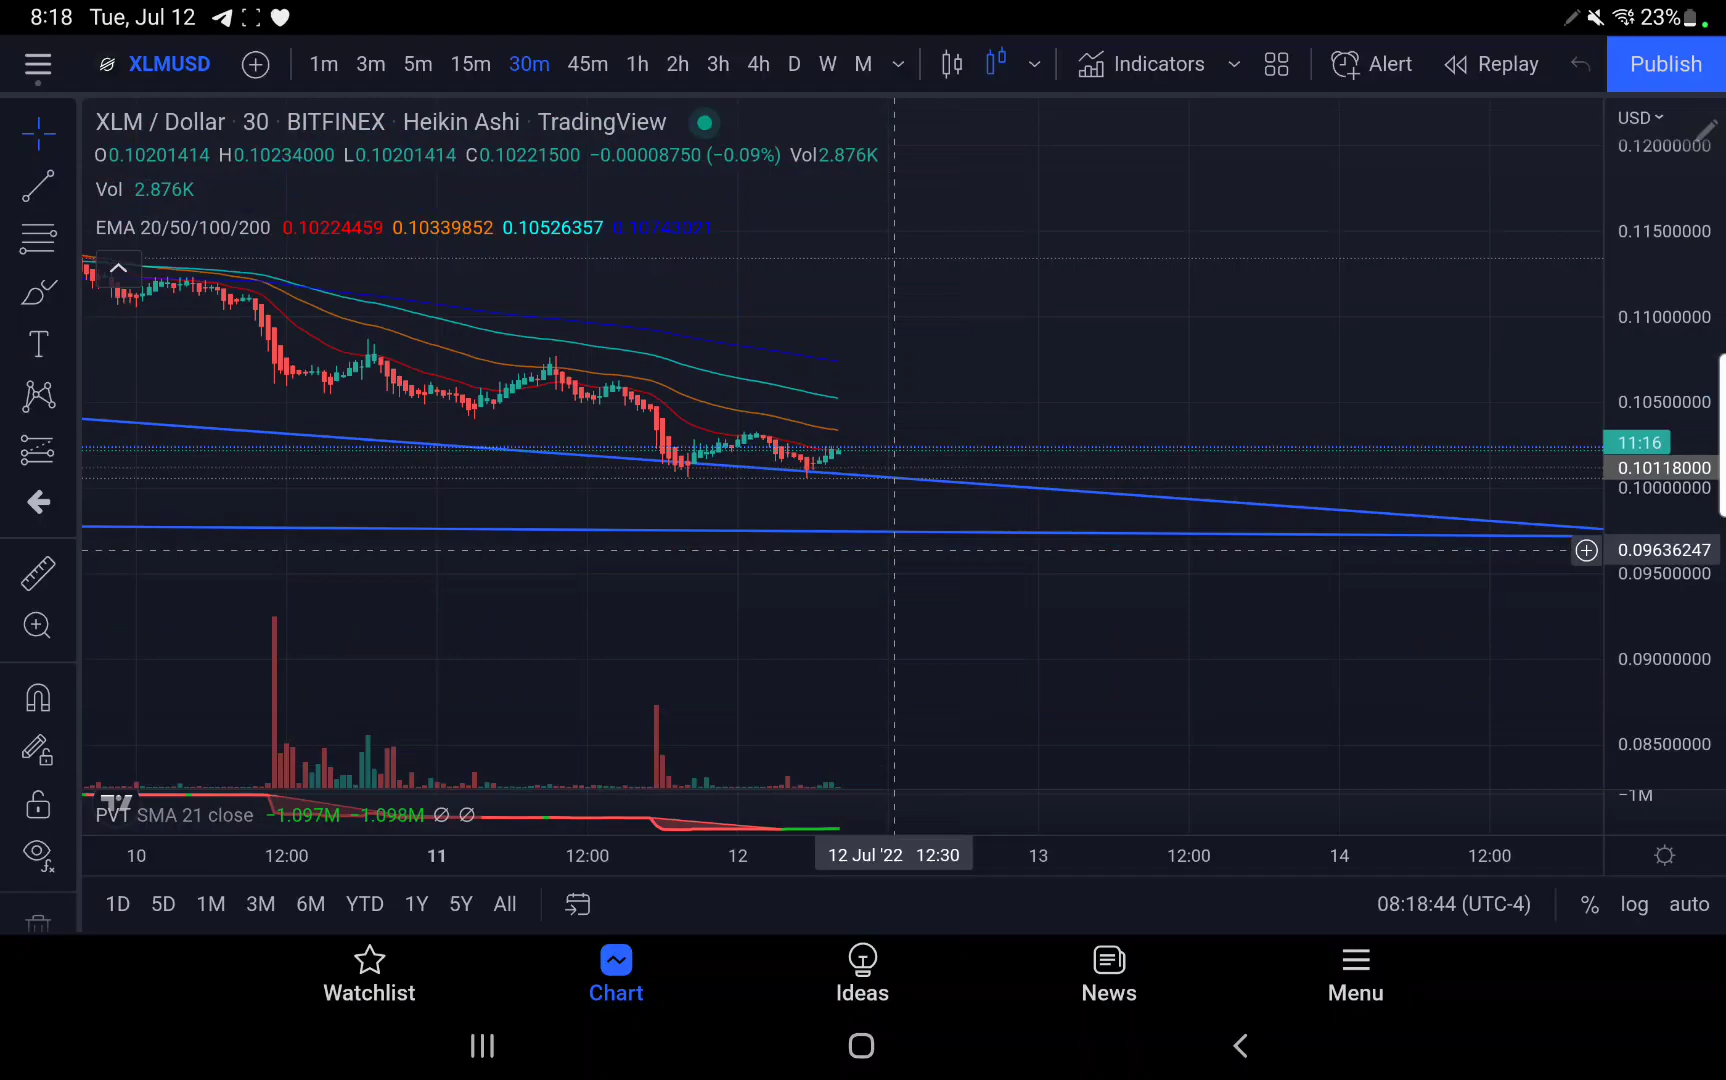 8:18 Tue, Jul 12 23%
XLMUSD 1m 3m 5m 15m 30m 45m 1h 2h 3h 4h D W M Indicators Alert Replay Publish
XLM / Dollar · 30 · BITFINEX · Heikin Ashi · TradingView
O0.10201414 H0.10234000 L0.10201414 C0.10221500 −0.00008750 (−0.09%) Vol2.876K
Vol 2.876K
EMA 20/50/100/200 0.10224459 0.10339852 0.10526357 0.10743021
USD
0.12000000
0.11500000
0.11000000
0.10500000
11:16
0.10118000
0.10000000
0.09636247
0.09500000
0.09000000
0.08500000
−1M
PVT SMA 21 close −1.097M −1.098M ∅ ∅
10 12:00 11 12:00 12 12 Jul '22 12:30 13 12:00 14 12:00
1D 5D 1M 3M 6M YTD 1Y 5Y All 08:18:44 (UTC-4) % log auto
Watchlist Chart Ideas News Menu